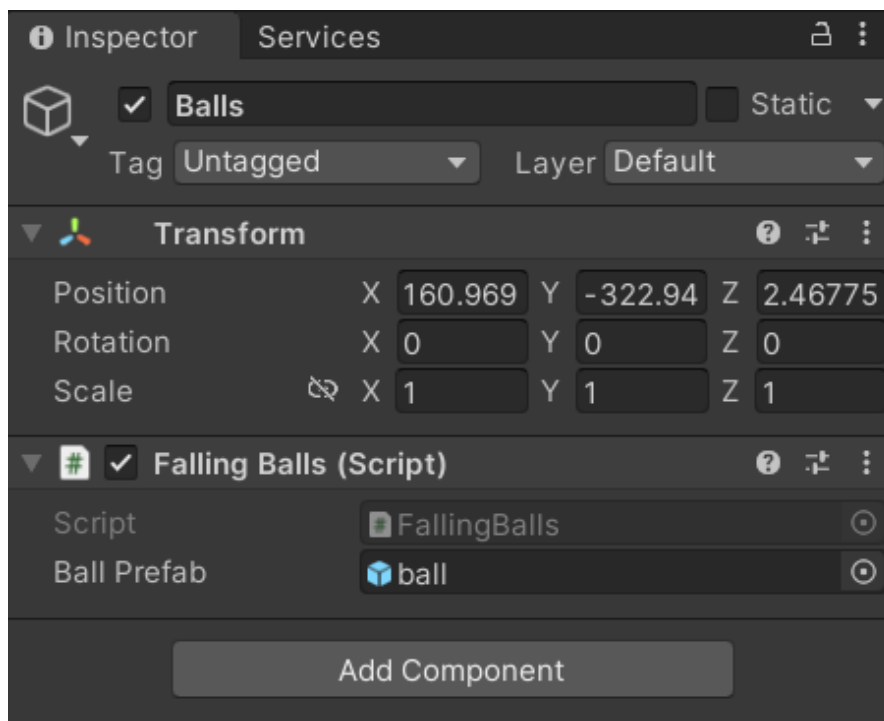 Inspector Services
Balls Static
Tag Untagged Layer Default
Transform
Position X 160.969 Y -322.94 Z 2.46775
Rotation X 0 Y 0 Z 0
Scale X 1 Y 1 Z 1
# Falling Balls (Script)
Script # FallingBalls
Ball Prefab ball
Add Component